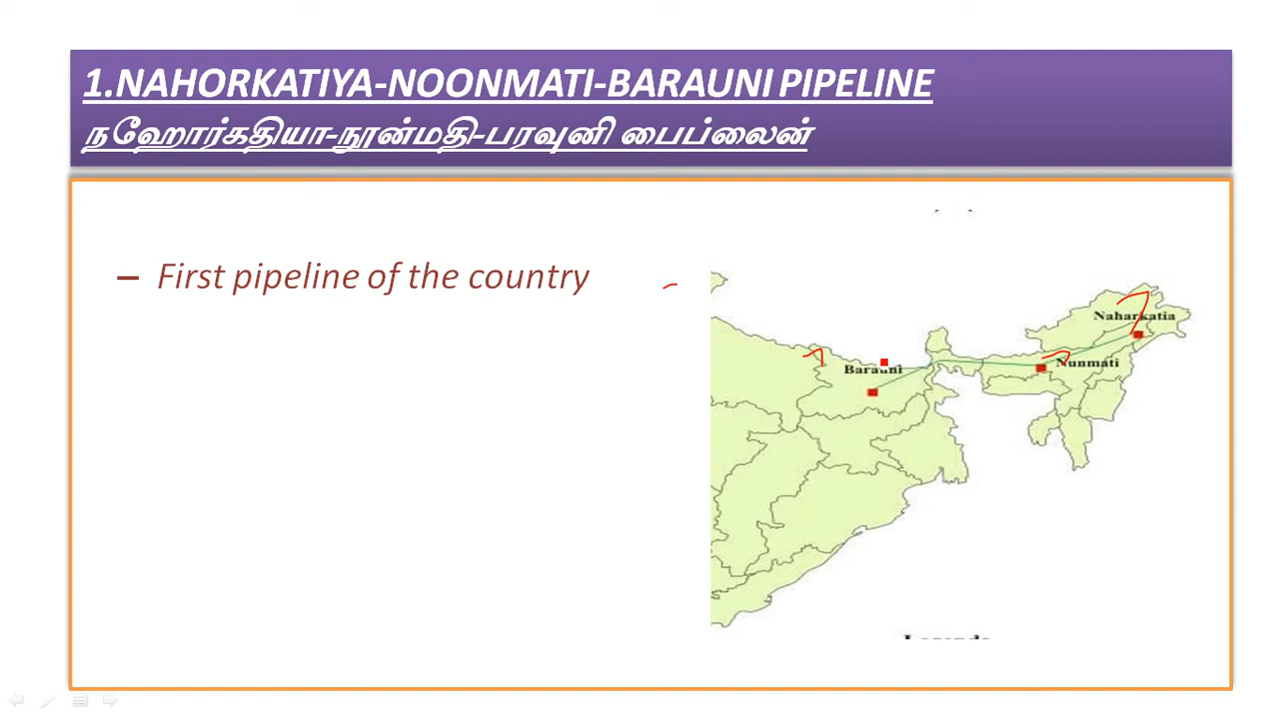 1.NAHORKATIYA-NOONMATI-BARAUNI PIPELINE
நஹோர்கதியா-நூன்மதி-பரவுனி பைப்லைன்
– First pipeline of the country
Naharkatia
Nunmati
Barauni